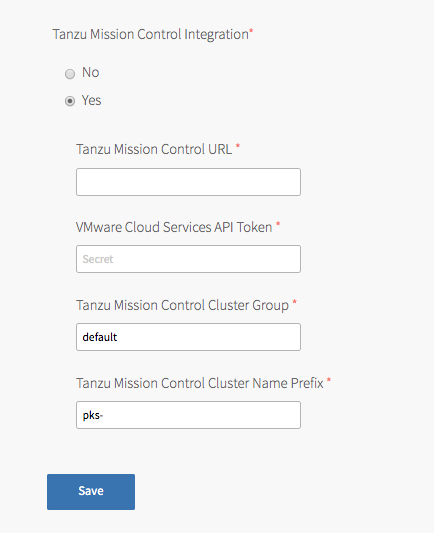 Tanzu Mission Control Integration*
No
Yes
Tanzu Mission Control URL *
VMware Cloud Services API Token *
Secret
Tanzu Mission Control Cluster Group *
default
Tanzu Mission Control Cluster Name Prefix *
pks-
Save